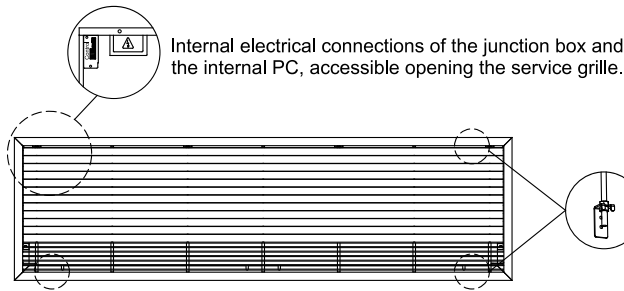 Internal electrical connections of the junction box and
the internal PC, accessible opening the service grille.